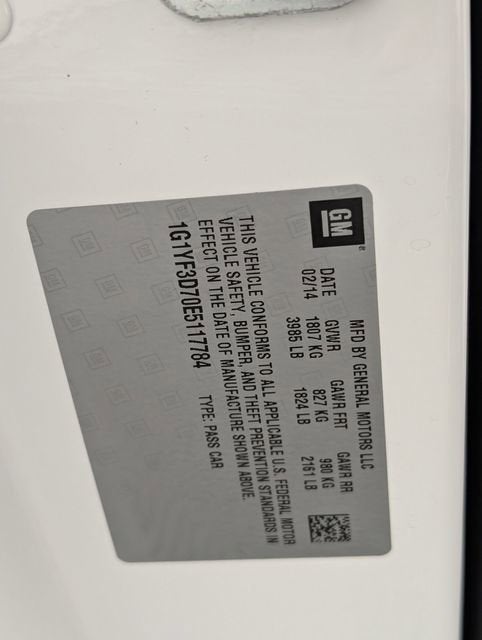 GM
MFD BY GENERAL MOTORS LLC
DATE GVWR GAWR FRT GAWR RR
02/14 1807 KG 827 KG 980 KG
3985 LB 1824 LB 2161 LB
THIS VEHICLE CONFORMS TO ALL APPLICABLE U.S. FEDERAL MOTOR
VEHICLE SAFETY, BUMPER, AND THEFT PREVENTION STANDARDS IN
EFFECT ON THE DATE OF MANUFACTURE SHOWN ABOVE.
1G1YF3D70E5117784 TYPE: PASS CAR